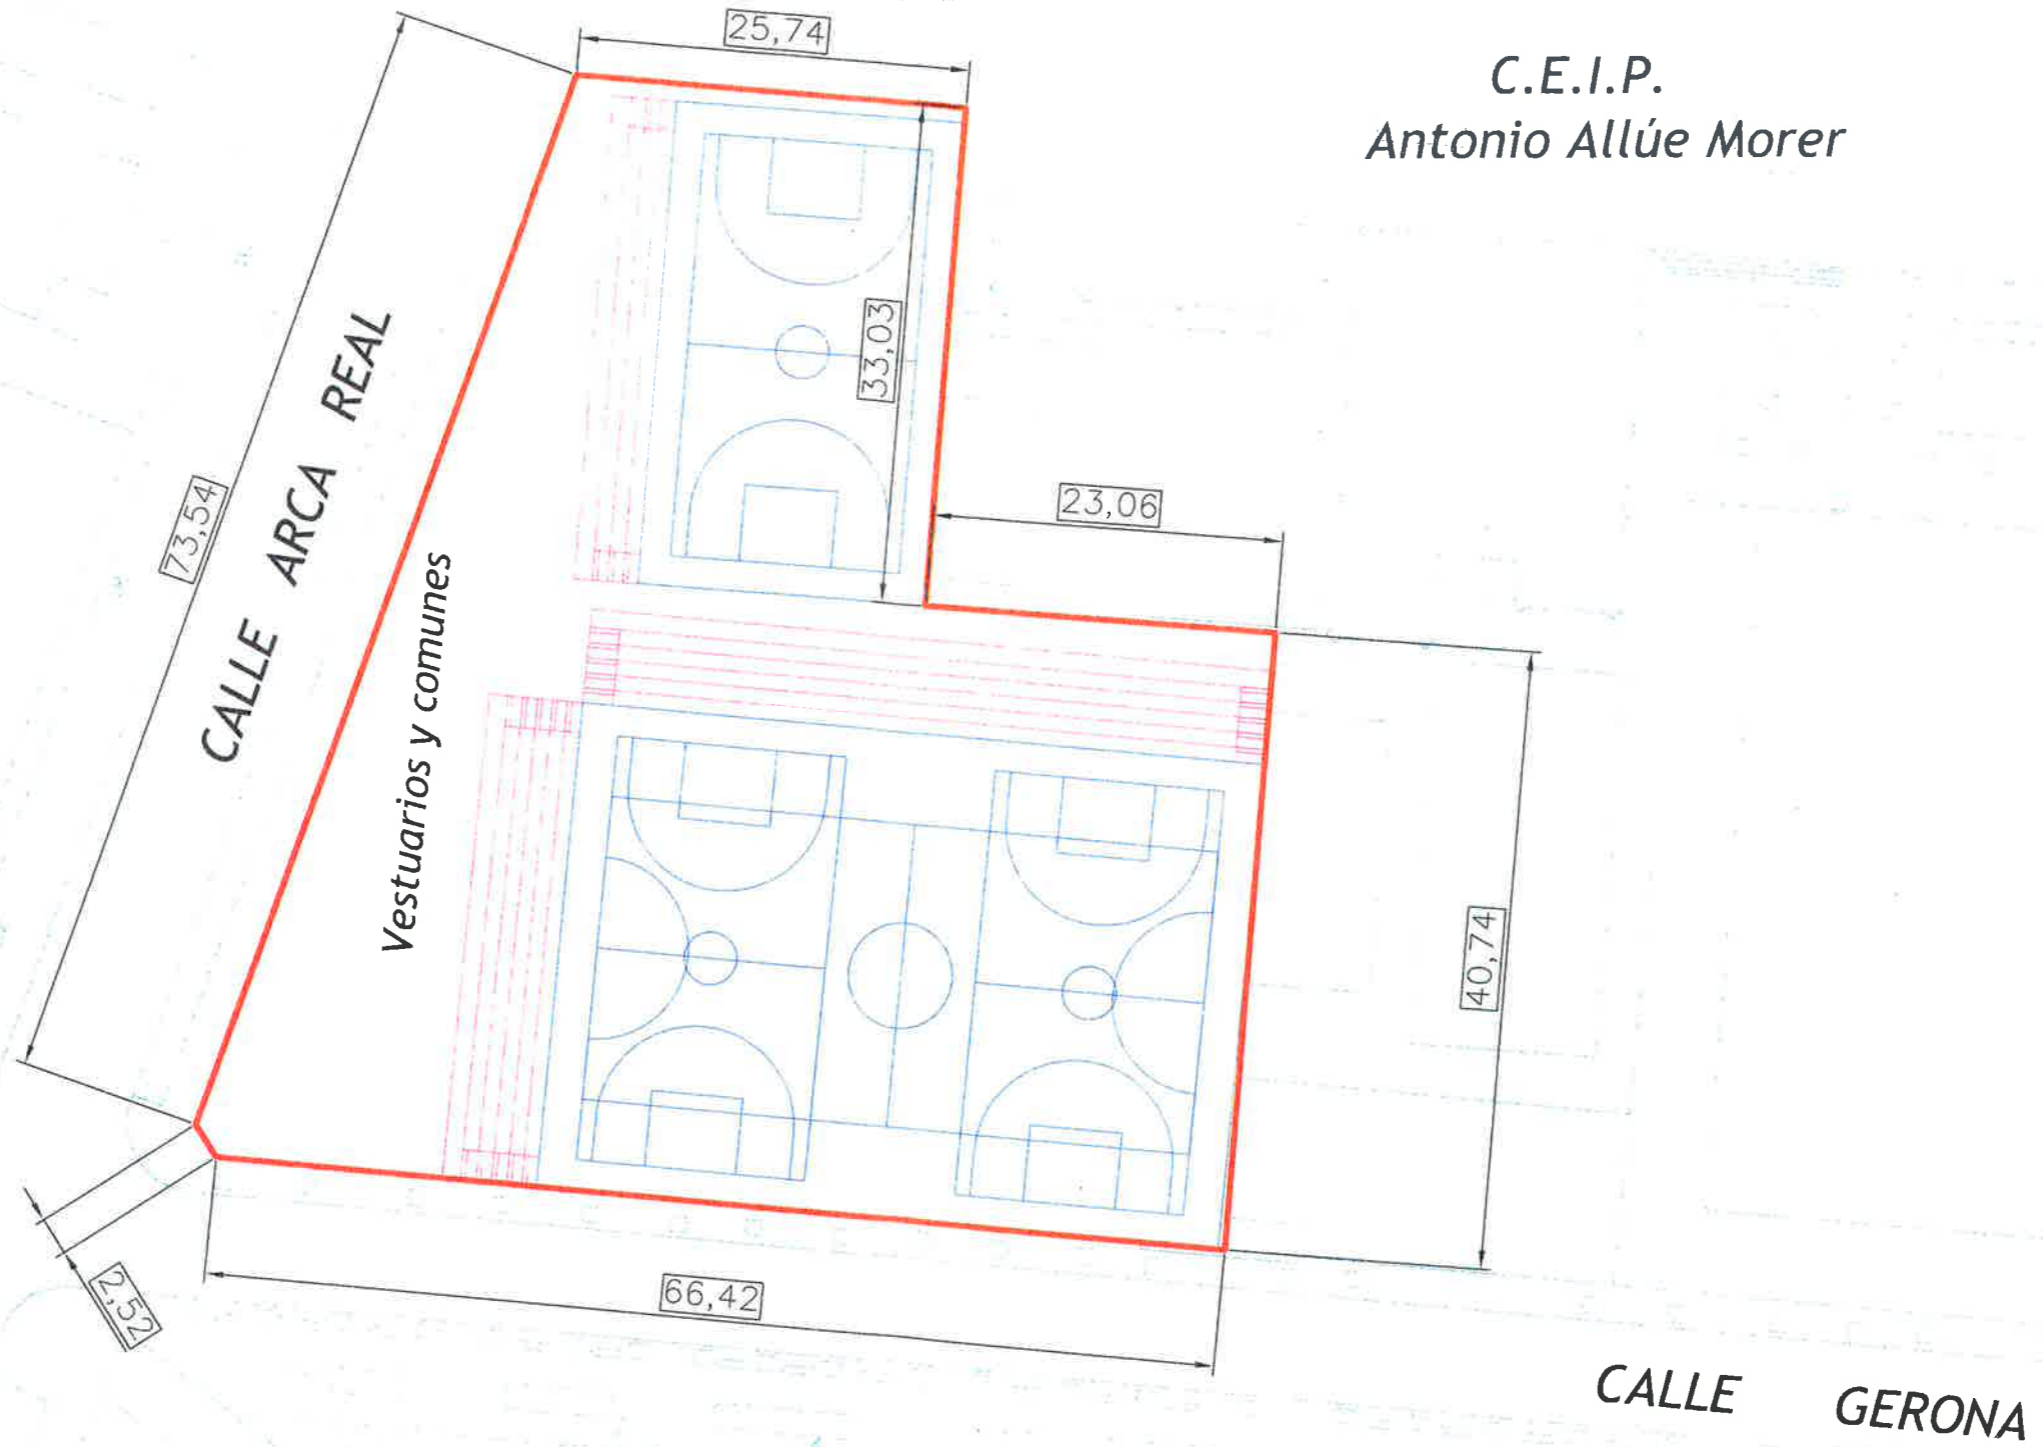 25,74
C.E.I.P.
Antonio Allúe Morer
33,03
CALLE ARCA REAL
73,54
23,06
Vestuarios y comunes
40,74
66,42
2,52
CALLE GERONA